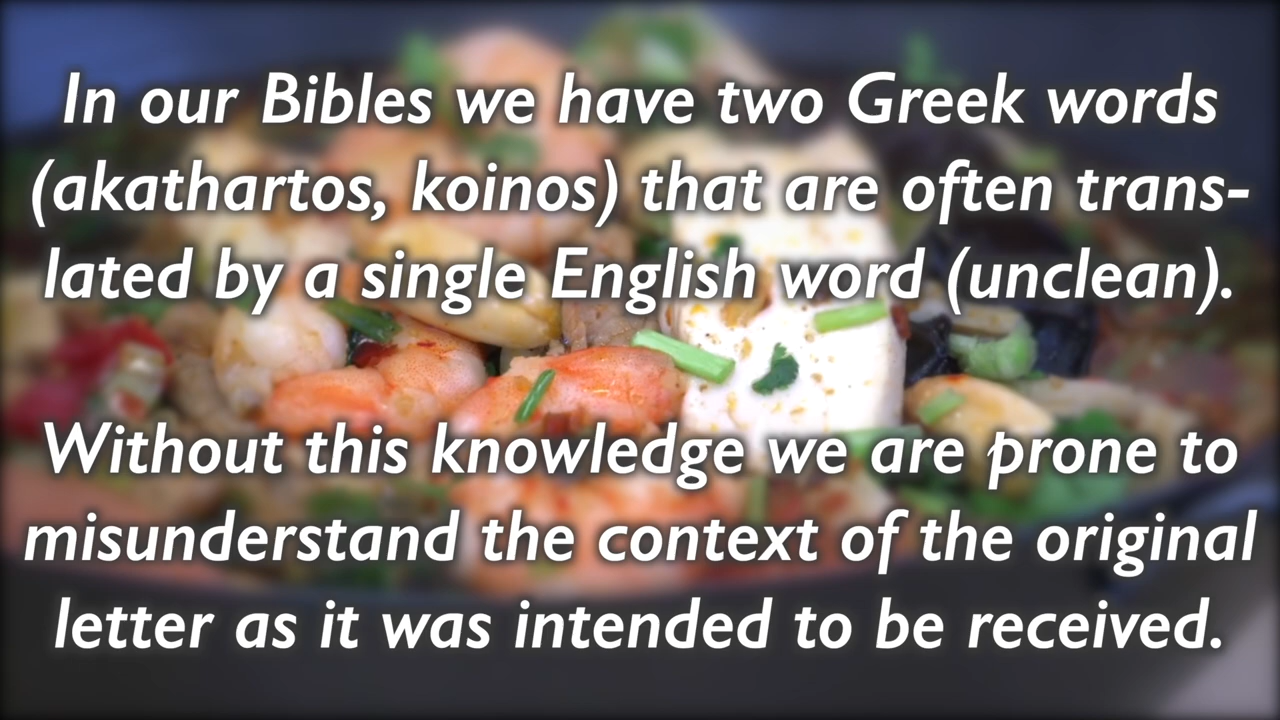 In our Bibles we have two Greek words
(akathartos, koinos) that are often trans-
lated by a single English word (unclean).
Without this knowledge we are prone to
misunderstand the context of the original
letter as it was intended to be received.